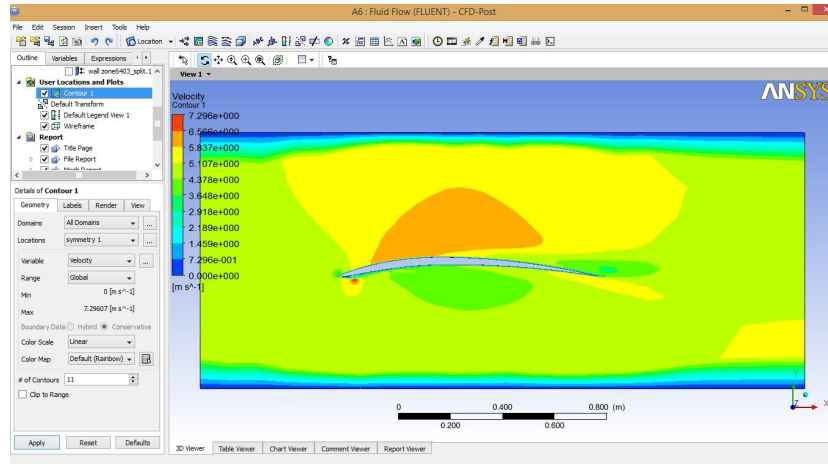 A6 : Fluid Flow (FLUENT) - CFD-Post
File Edit Session Insert Tools Help
Location
Outline Variables Expressions
wall zone6403_split.1
User Locations and Plots
Contour 1
Default Transform
Default Legend View 1
Wireframe
Report
Title Page
File Report
Details of Contour 1
Geometry Labels Render View
Domains All Domains ...
Locations symmetry 1 ...
Variable Velocity ...
Range Global
Min 0 [m s^-1]
Max 7.29607 [m s^-1]
Boundary Data Hybrid Conservative
Color Scale Linear
Color Map Default (Rainbow)
# of Contours 11
Clip to Range
Apply Reset Defaults
View 1
Velocity
Contour 1
7.296e+000
6.566e+000
5.837e+000
5.107e+000
4.378e+000
3.648e+000
2.918e+000
2.189e+000
1.459e+000
7.296e-001
0.000e+000
[m s^-1]
ANSYS
0 0.400 0.800 (m)
0.200 0.600
Y
Z X
3D Viewer Table Viewer Chart Viewer Comment Viewer Report Viewer